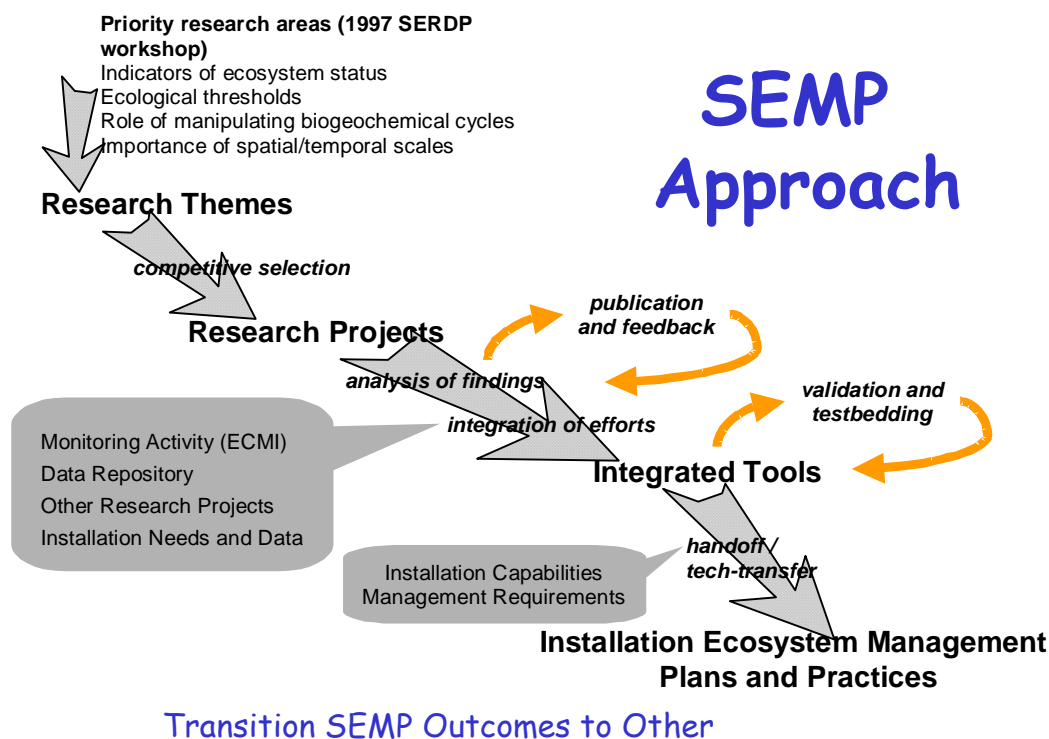 Priority research areas (1997 SERDP
workshop)
Indicators of ecosystem status
Ecological thresholds
Role of manipulating biogeochemical cycles
Importance of spatial/temporal scales
SEMP
Approach
Research Themes
competitive selection
Research Projects
publication
and feedback
analysis of findings
integration of efforts
validation and
testbedding
Monitoring Activity (ECMI)
Data Repository
Other Research Projects
Installation Needs and Data
Integrated Tools
handoff /
tech-transfer
Installation Capabilities
Management Requirements
Installation Ecosystem Management
Plans and Practices
Transition SEMP Outcomes to Other